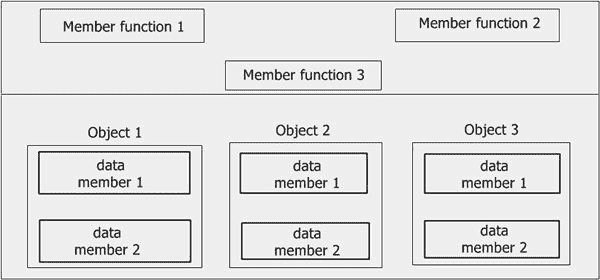 Member function 1
Member function 2
Member function 3
Object 1
Object 2
Object 3
data
member 1
data
member 1
data
member 1
data
member 2
data
member 2
data
member 2